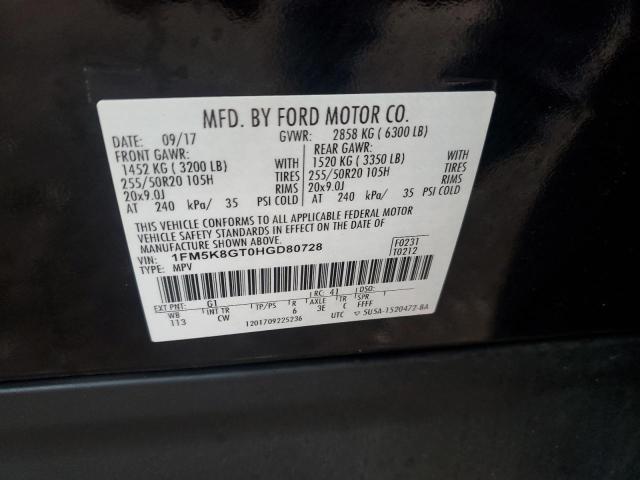 MFD. BY FORD MOTOR CO.
DATE: 09/17 GVWR: 2858 KG ( 6300 LB)
FRONT GAWR: REAR GAWR:
1452 KG ( 3200 LB) WITH 1520 KG ( 3350 LB) WITH
255/50R20 105H TIRES 255/50R20 105H TIRES
20x9.0J RIMS 20x9.0J RIMS
AT 240 kPa/ 35 PSI COLD AT 240 kPa/ 35 PSI COLD
THIS VEHICLE CONFORMS TO ALL APPLICABLE FEDERAL MOTOR
VEHICLE SAFETY STANDARDS IN EFFECT ON THE DATE OF
MANUFACTURE SHOWN ABOVE.
VIN: 1FM5K8GT0HGD80728 F0231
TYPE: MPV T0212
EXT PNT: G1 RC: 41 DSO:
WB INT TR TP/PS R AXLE TR SPR
113 CW 6 3E C FFFF
1201709225236 UTC 5U5A-1520472-BA